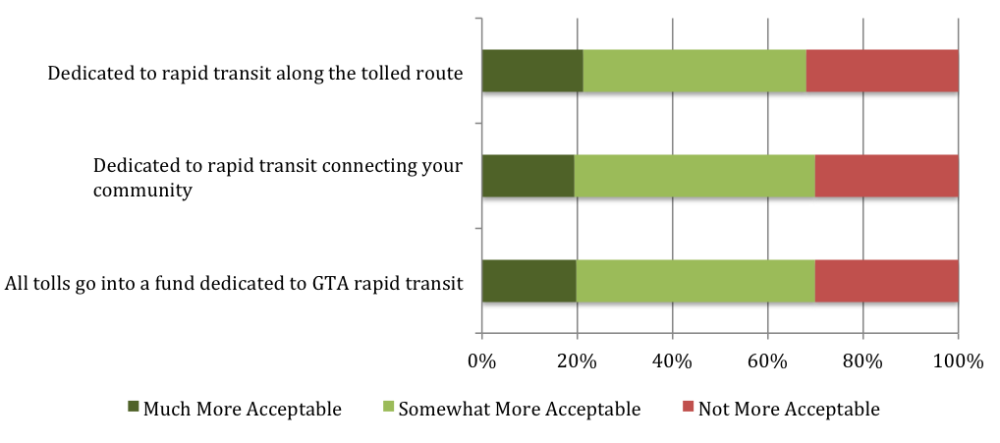 Dedicated to rapid transit along the tolled route
Dedicated to rapid transit connecting your
community
All tolls go into a fund dedicated to GTA rapid transit
0% 20% 40% 60% 80% 100%
Much More Acceptable Somewhat More Acceptable Not More Acceptable